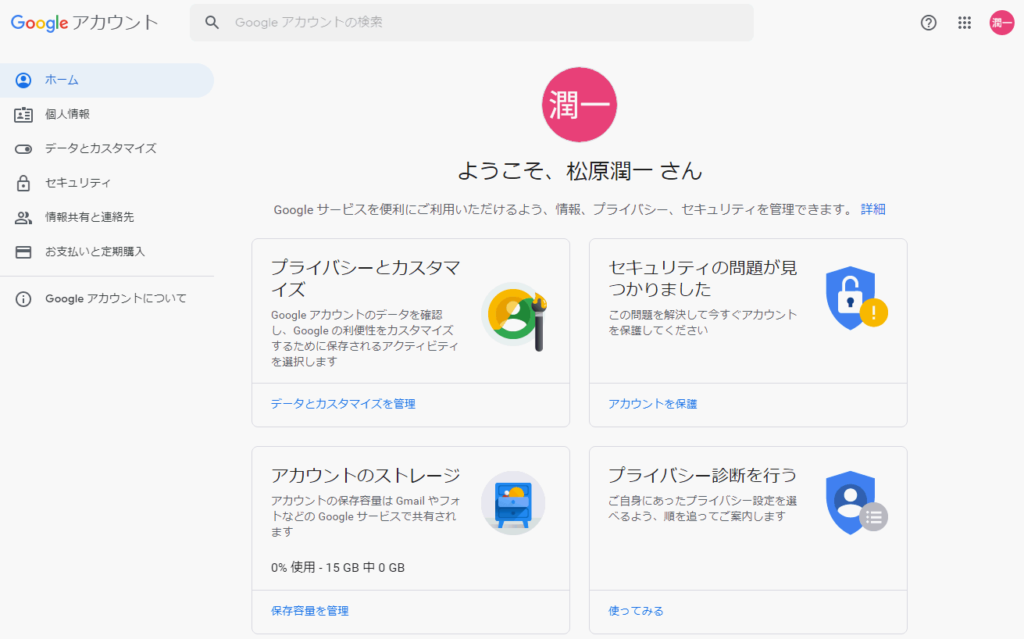 Google アカウント
Google アカウントの検索
潤一
ホーム
個人情報
データとカスタマイズ
セキュリティ
情報共有と連絡先
お支払いと定期購入
Google アカウントについて
潤一
ようこそ、松原潤一 さん
Google サービスを便利にご利用いただけるよう、情報、プライバシー、セキュリティを管理できます。 詳細
プライバシーとカスタマ
イズ
Google アカウントのデータを確認
し、Google の利便性をカスタマイズ
するために保存されるアクティビティ
を選択します
データとカスタマイズを管理
セキュリティの問題が見
つかりました
この問題を解決して今すぐアカウント
を保護してください
アカウントを保護
アカウントのストレージ
アカウントの保存容量は Gmail やフォ
トなどの Google サービスで共有され
ます
0% 使用 - 15 GB 中 0 GB
保存容量を管理
プライバシー診断を行う
ご自身にあったプライバシー設定を選
べるよう、順を追ってご案内します
使ってみる